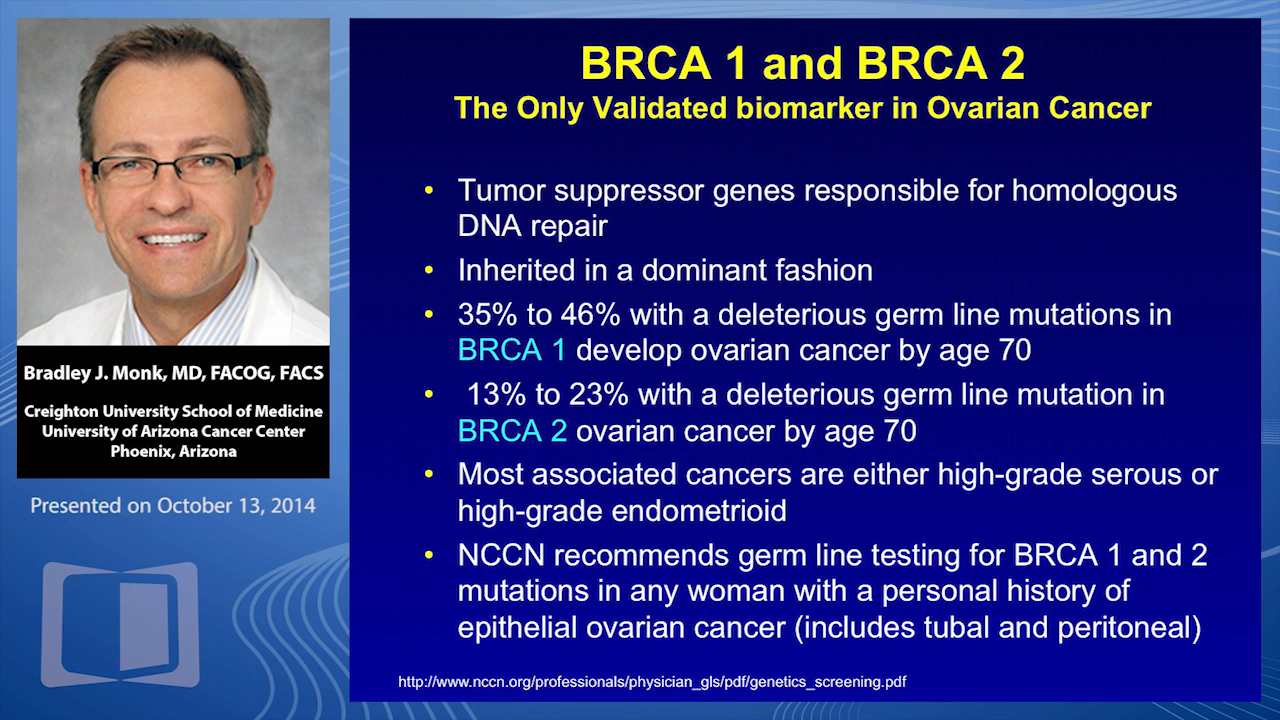 Bradley J. Monk, MD, FACOG, FACS
Creighton University School of Medicine
University of Arizona Cancer Center
Phoenix, Arizona
Presented on October 13, 2014
BRCA 1 and BRCA 2
The Only Validated biomarker in Ovarian Cancer
• Tumor suppressor genes responsible for homologous
DNA repair
• Inherited in a dominant fashion
• 35% to 46% with a deleterious germ line mutations in
BRCA 1 develop ovarian cancer by age 70
• 13% to 23% with a deleterious germ line mutation in
BRCA 2 ovarian cancer by age 70
• Most associated cancers are either high-grade serous or
high-grade endometrioid
• NCCN recommends germ line testing for BRCA 1 and 2
mutations in any woman with a personal history of
epithelial ovarian cancer (includes tubal and peritoneal)
http://www.nccn.org/professionals/physician_gls/pdf/genetics_screening.pdf